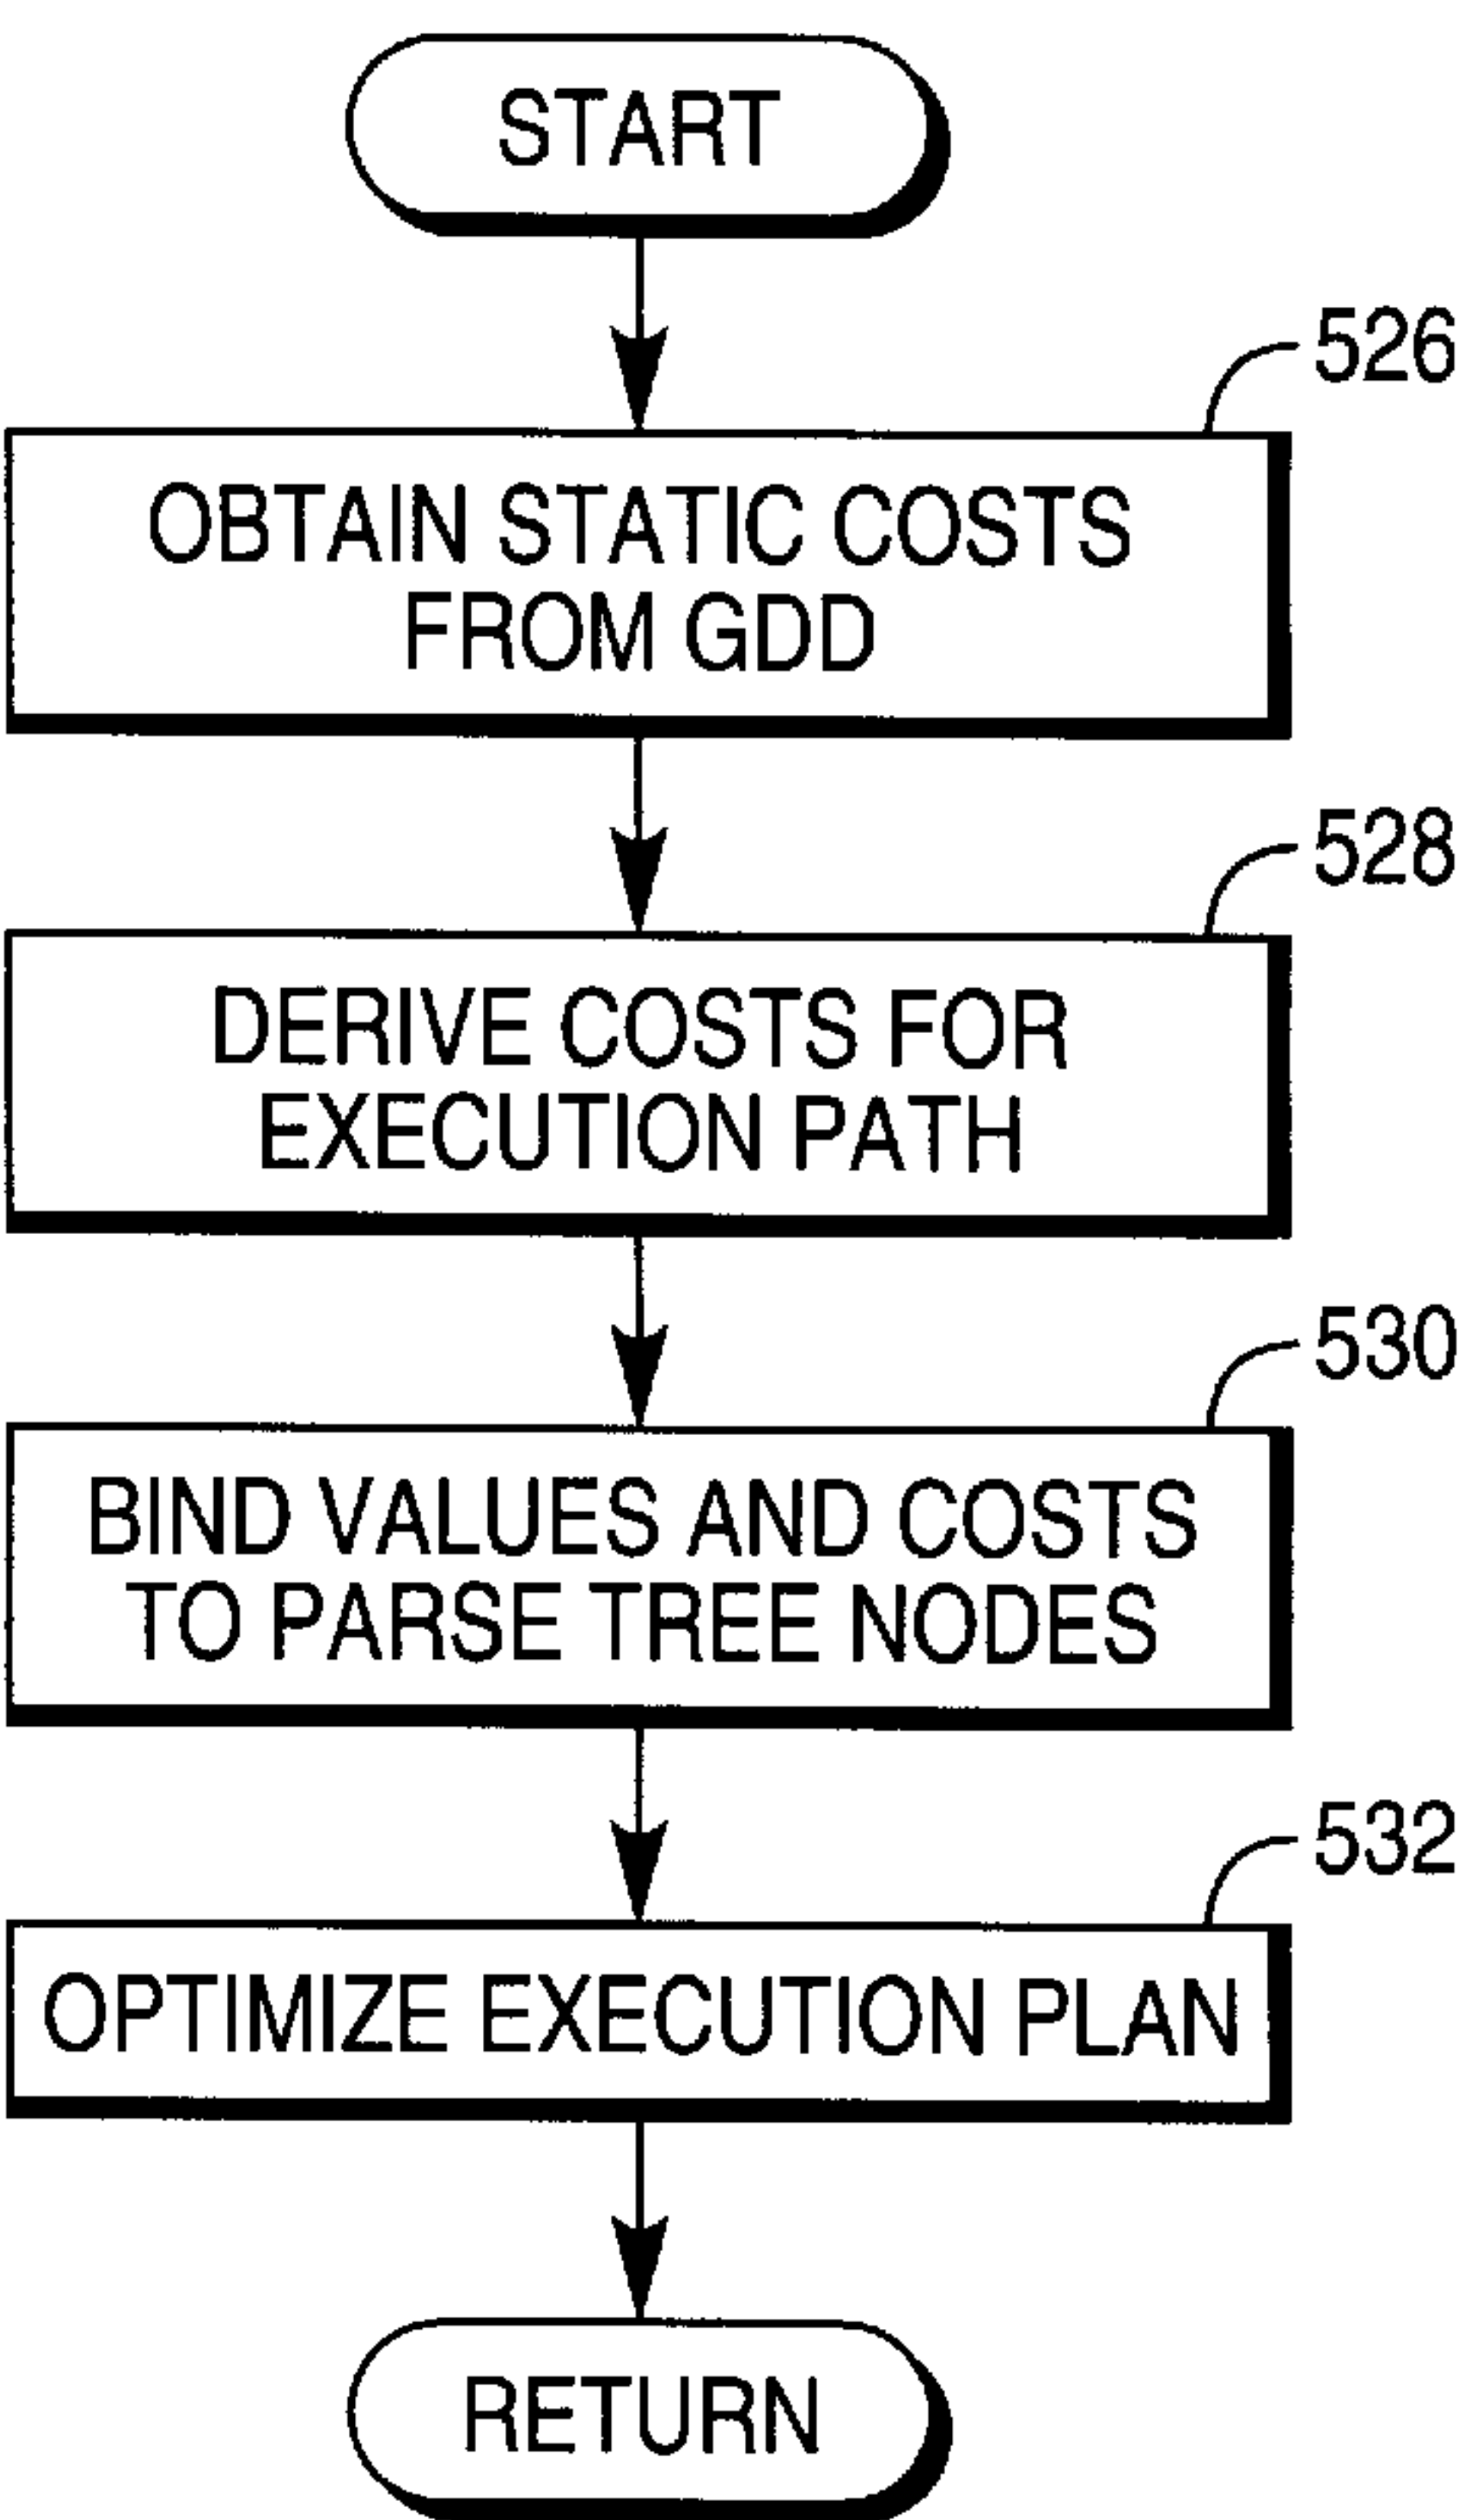 START
526
OBTAIN STATIC COSTS
FROM GDD
528
DERIVE COSTS FOR
EXECUTION PATH
530
BIND VALUES AND COSTS
TO PARSE TREE NODES
532
OPTIMIZE EXECUTION PLAN
RETURN